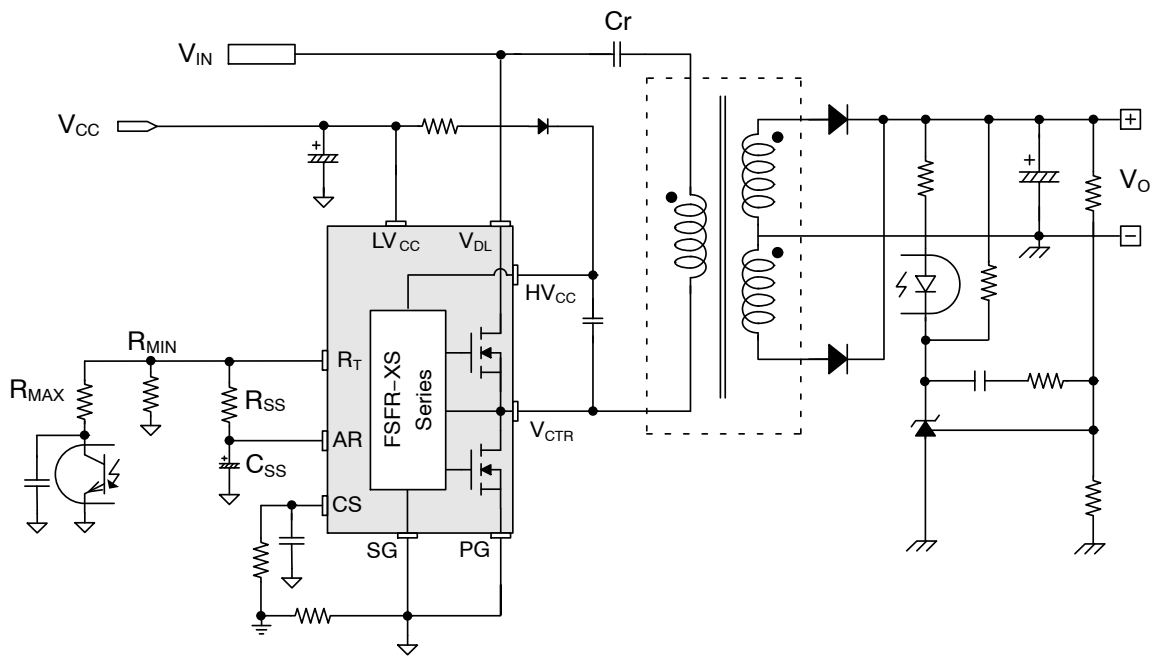 Cr
VIN
VCC
+
+
+
VO
−
LVCC
VDL
HVCC
RMIN
RT
RMAX
RSS
FSFR−XS
Series
AR
VCTR
+
CSS
CS
SG
PG